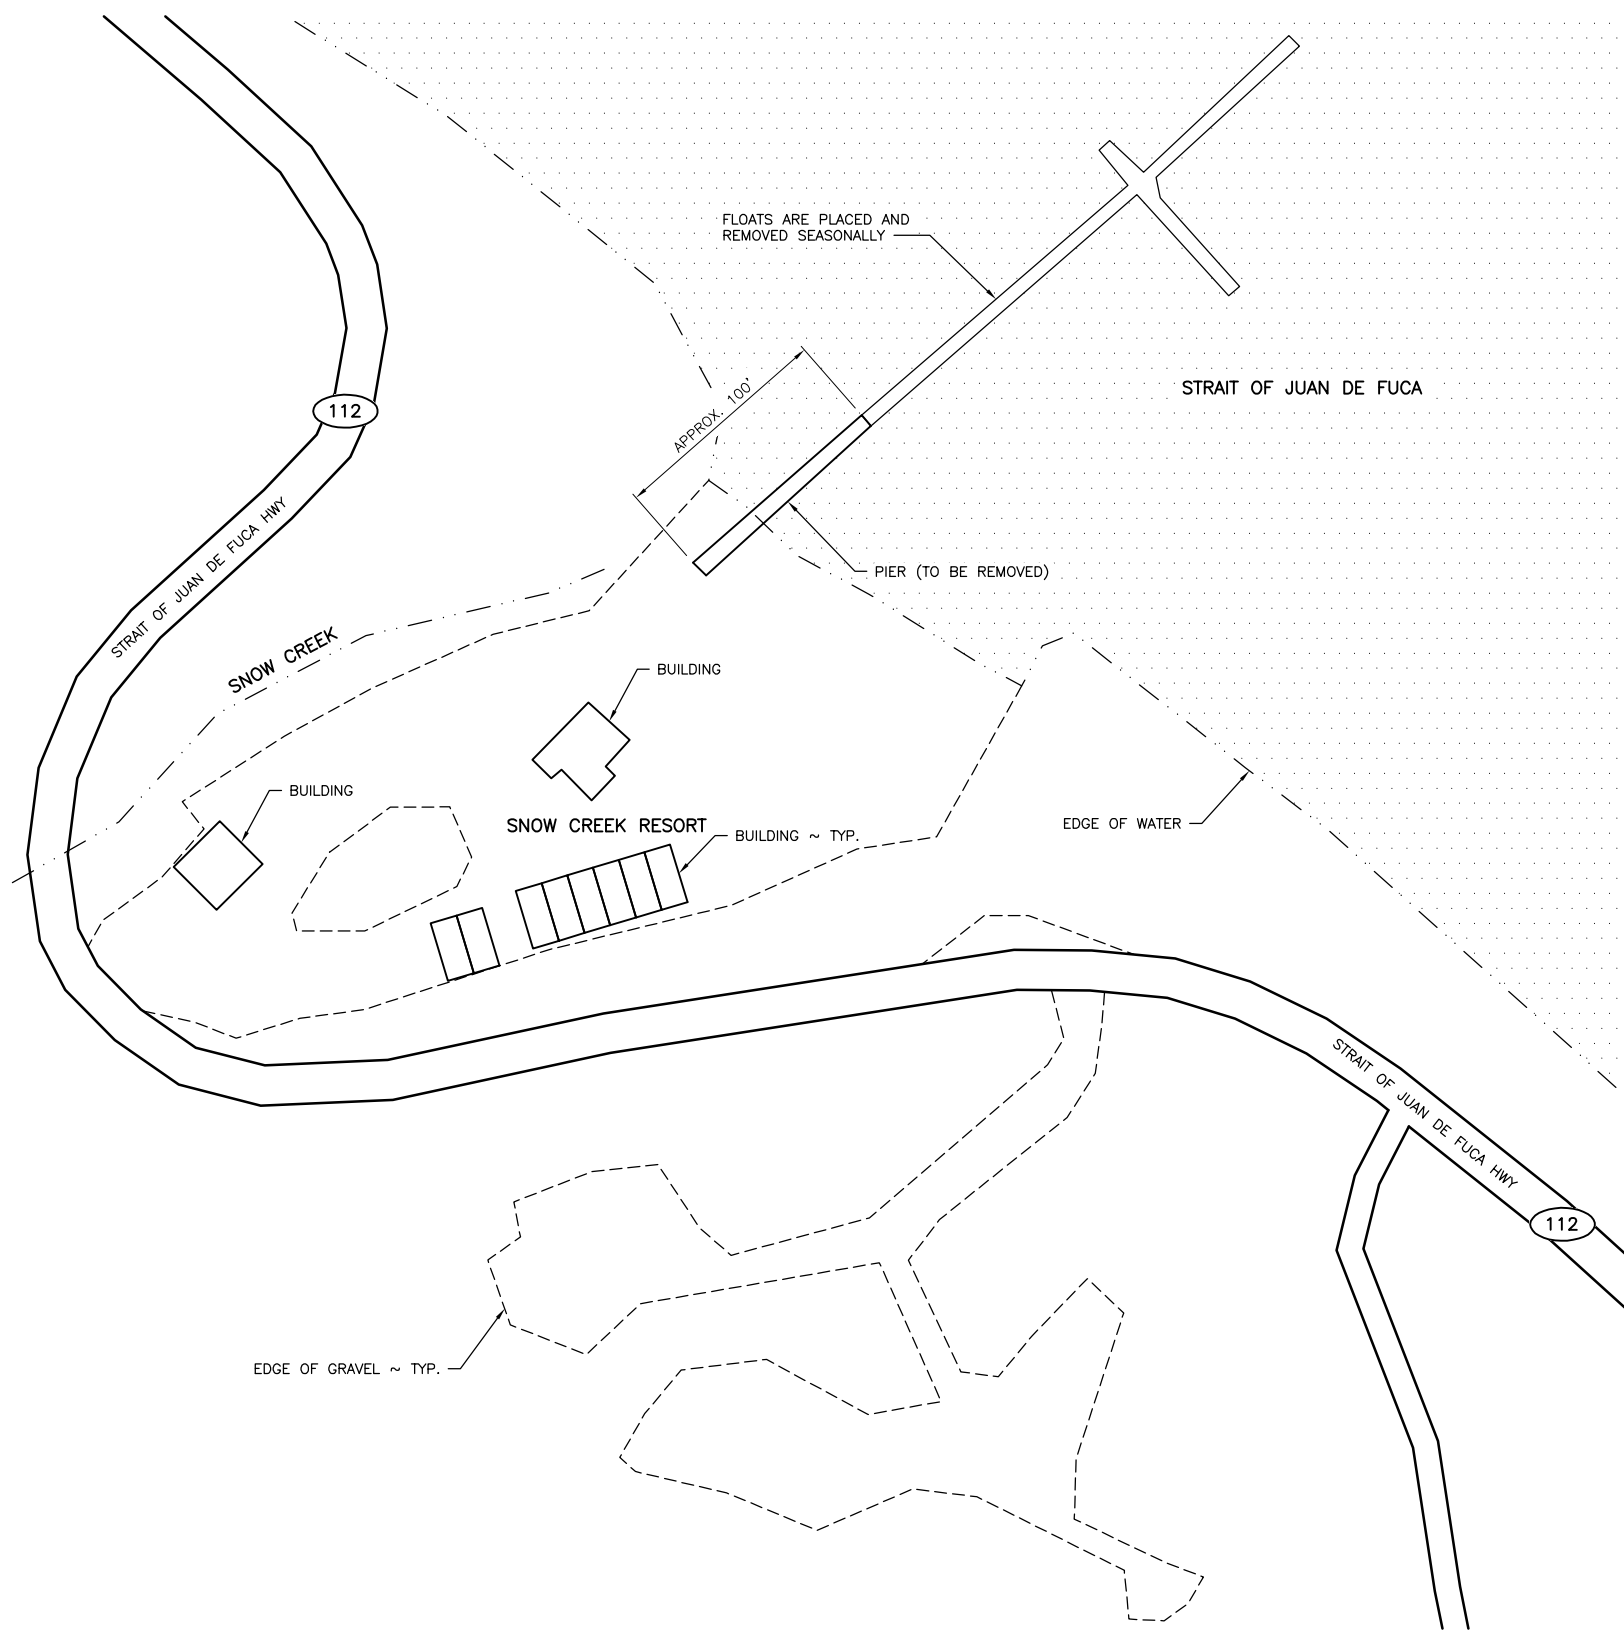 FLOATS ARE PLACED AND
REMOVED SEASONALLY
STRAIT OF JUAN DE FUCA
APPROX. 100'
112
STRAIT OF JUAN DE FUCA HWY
PIER (TO BE REMOVED)
SNOW CREEK
BUILDING
BUILDING
SNOW CREEK RESORT
BUILDING ~ TYP.
EDGE OF WATER
STRAIT OF JUAN DE FUCA HWY
112
EDGE OF GRAVEL ~ TYP.